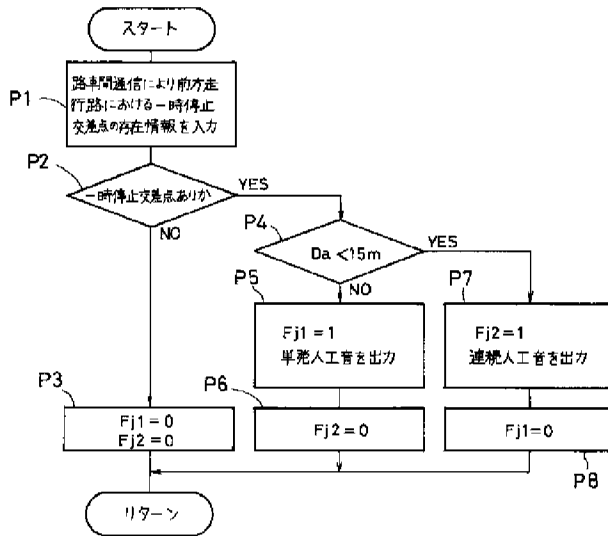 スタート
P1
路車間通信により前方走
行路における一時停止
交差点の存在情報を入力
P2
一時停止交差点ありか
YES
NO
P4
Da<15m
YES
NO
P5
Fj1=1
単発人工音を出力
P7
Fj2=1
連続人工音を出力
P3
Fj1=0
Fj2=0
P6
Fj2=0
Fj1=0
P8
リターン